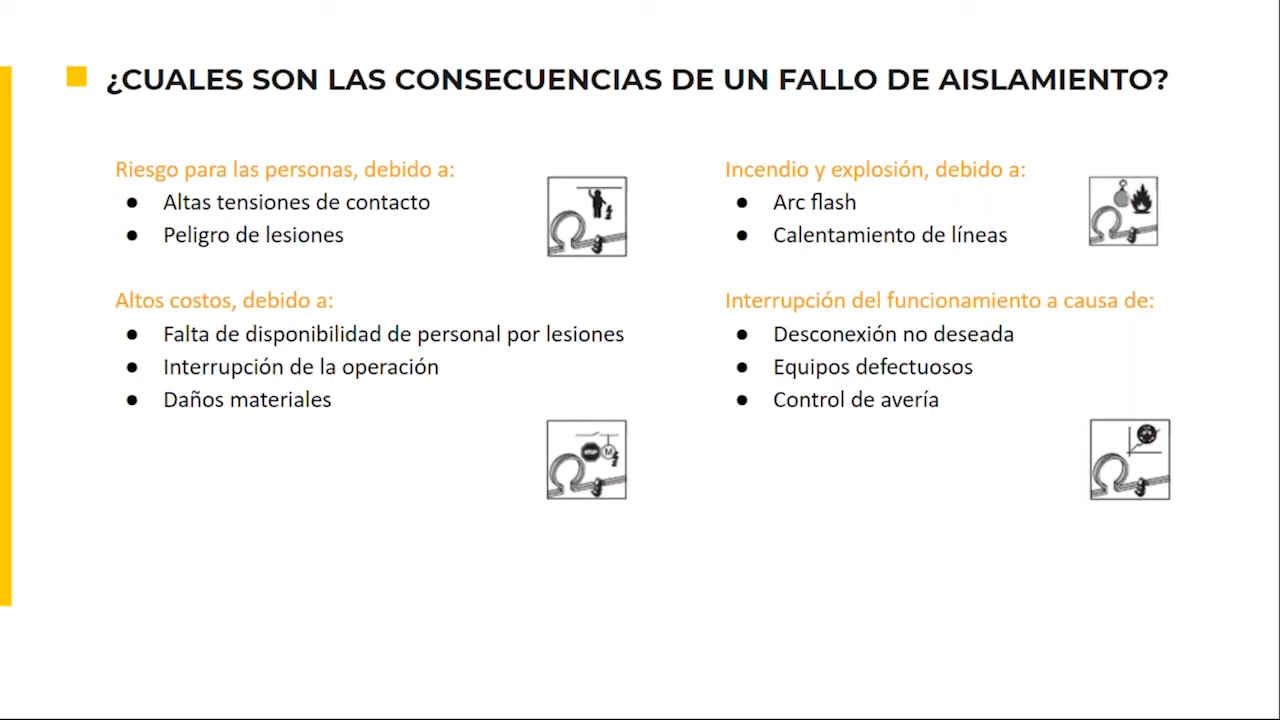 ¿CUALES SON LAS CONSECUENCIAS DE UN FALLO DE AISLAMIENTO?
Riesgo para las personas, debido a:
● Altas tensiones de contacto
● Peligro de lesiones
Altos costos, debido a:
● Falta de disponibilidad de personal por lesiones
● Interrupción de la operación
● Daños materiales
Incendio y explosión, debido a:
● Arc flash
● Calentamiento de líneas
Interrupción del funcionamiento a causa de:
● Desconexión no deseada
● Equipos defectuosos
● Control de avería
STOP
M